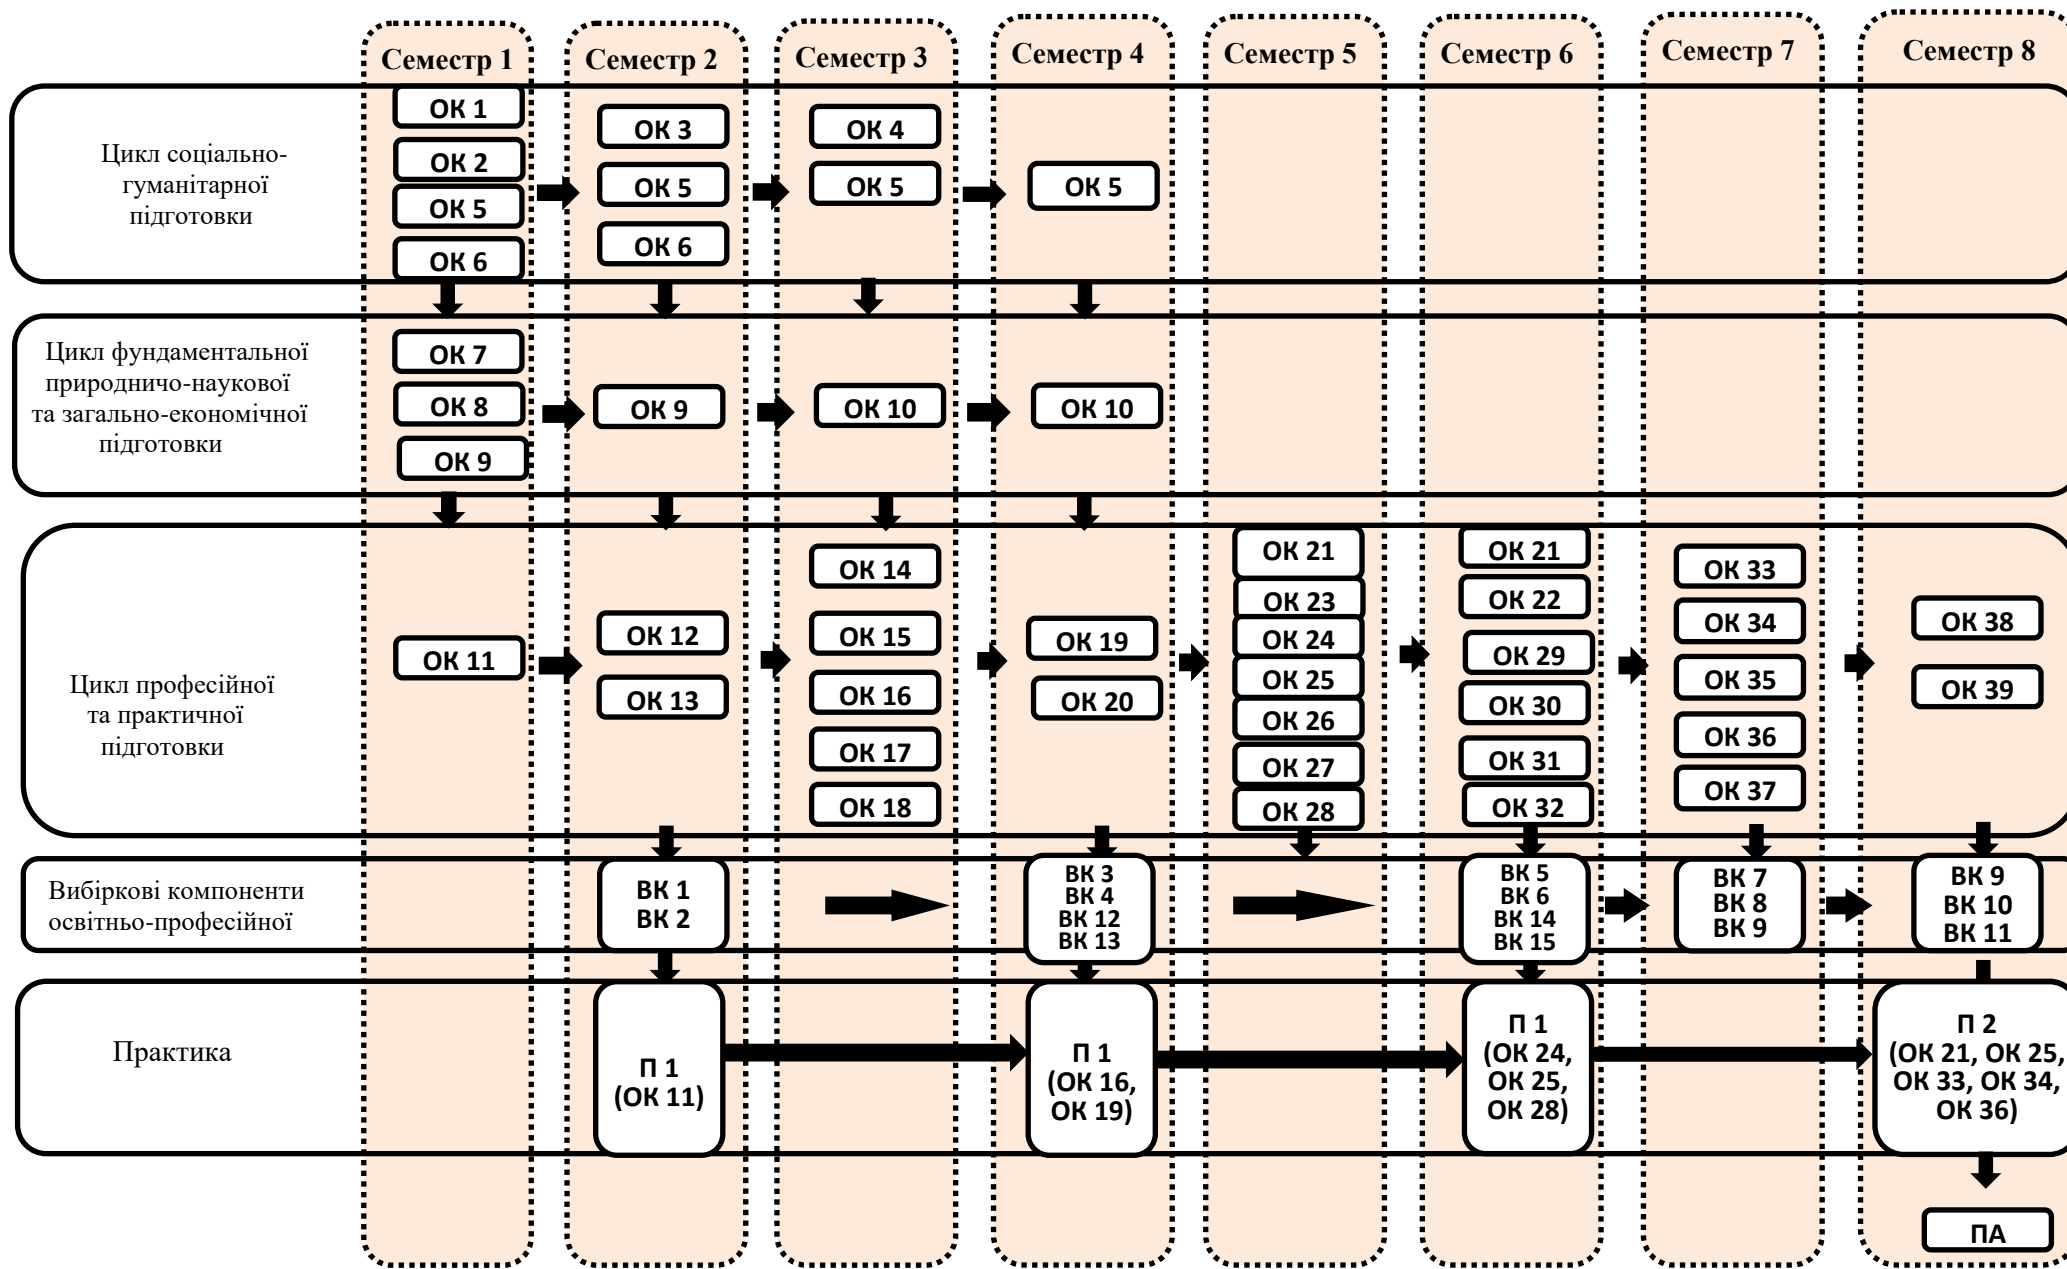 Семестр 1
Семестр 2
Семестр 3
Семестр 4
Семестр 5
Семестр 6
Семестр 7
Семестр 8
Цикл соціально-
гуманітарної
підготовки
ОК 1
ОК 2
ОК 5
ОК 6
ОК 3
ОК 5
ОК 6
ОК 4
ОК 5
ОК 5
Цикл фундаментальної
природничо-наукової
та загально-економічної
підготовки
ОК 7
ОК 8
ОК 9
ОК 9
ОК 10
ОК 10
Цикл професійної
та практичної
підготовки
ОК 11
ОК 12
ОК 13
ОК 14
ОК 15
ОК 16
ОК 17
ОК 18
ОК 19
ОК 20
ОК 21
ОК 23
ОК 24
ОК 25
ОК 26
ОК 27
ОК 28
ОК 21
ОК 22
ОК 29
ОК 30
ОК 31
ОК 32
ОК 33
ОК 34
ОК 35
ОК 36
ОК 37
ОК 38
ОК 39
Вибіркові компоненти
освітньо-професійної
ВК 1
ВК 2
ВК 3
ВК 4
ВК 12
ВК 13
ВК 5
ВК 6
ВК 14
ВК 15
ВК 7
ВК 8
ВК 9
ВК 9
ВК 10
ВК 11
Практика
П 1
(ОК 11)
П 1
(ОК 16,
ОК 19)
П 1
(ОК 24,
ОК 25,
ОК 28)
П 2
(ОК 21, ОК 25,
ОК 33, ОК 34,
ОК 36)
ПА